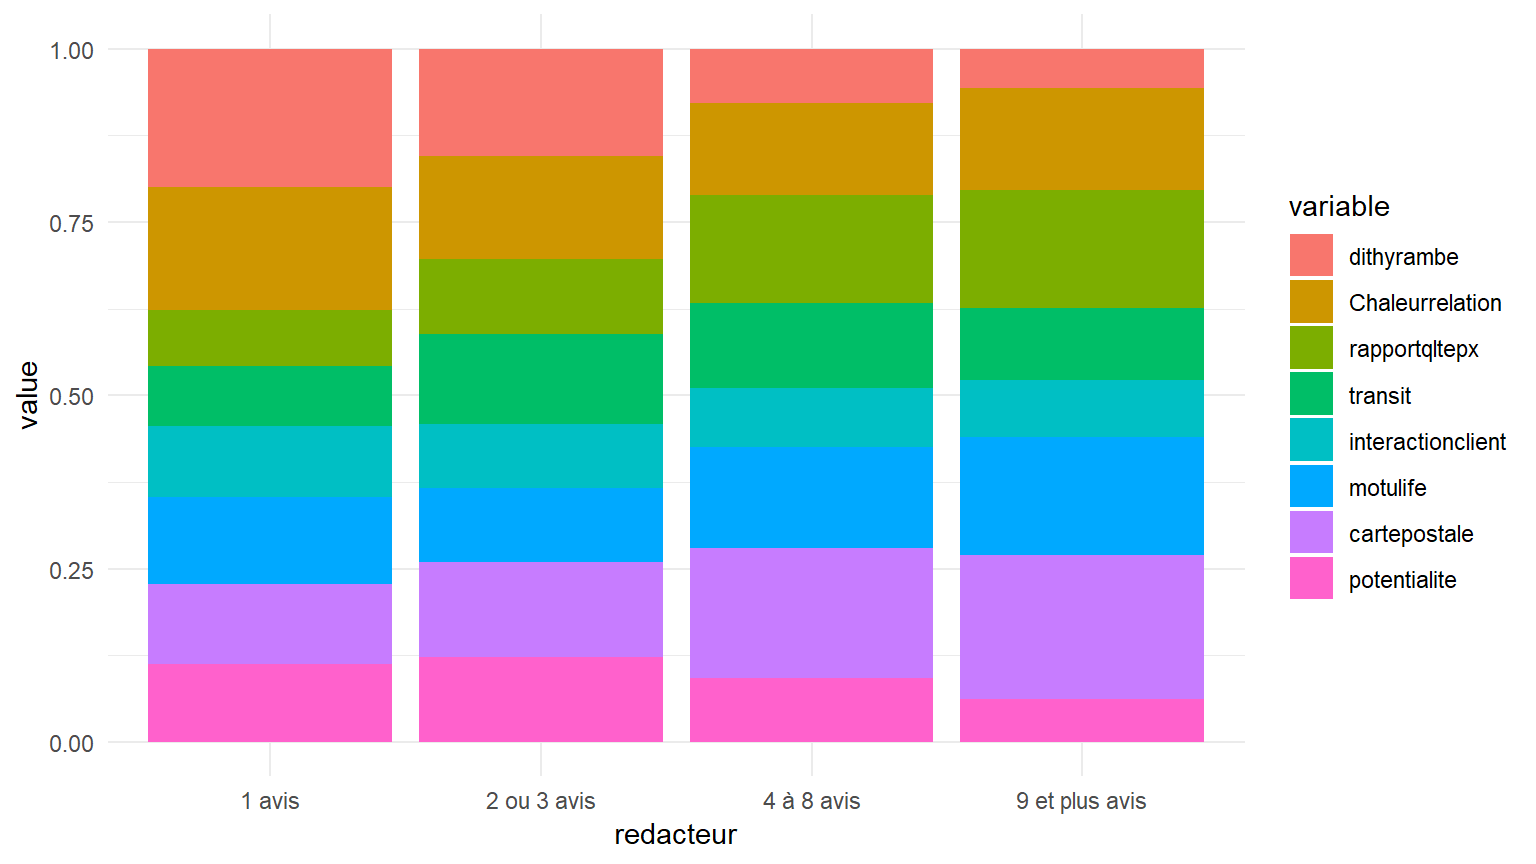 1.00
0.75
0.50
0.25
0.00
value
1 avis
2 ou 3 avis
4 à 8 avis
9 et plus avis
redacteur
variable
dithyrambe
Chaleurrelation
rapportqltepx
transit
interactionclient
motulife
cartepostale
potentialite